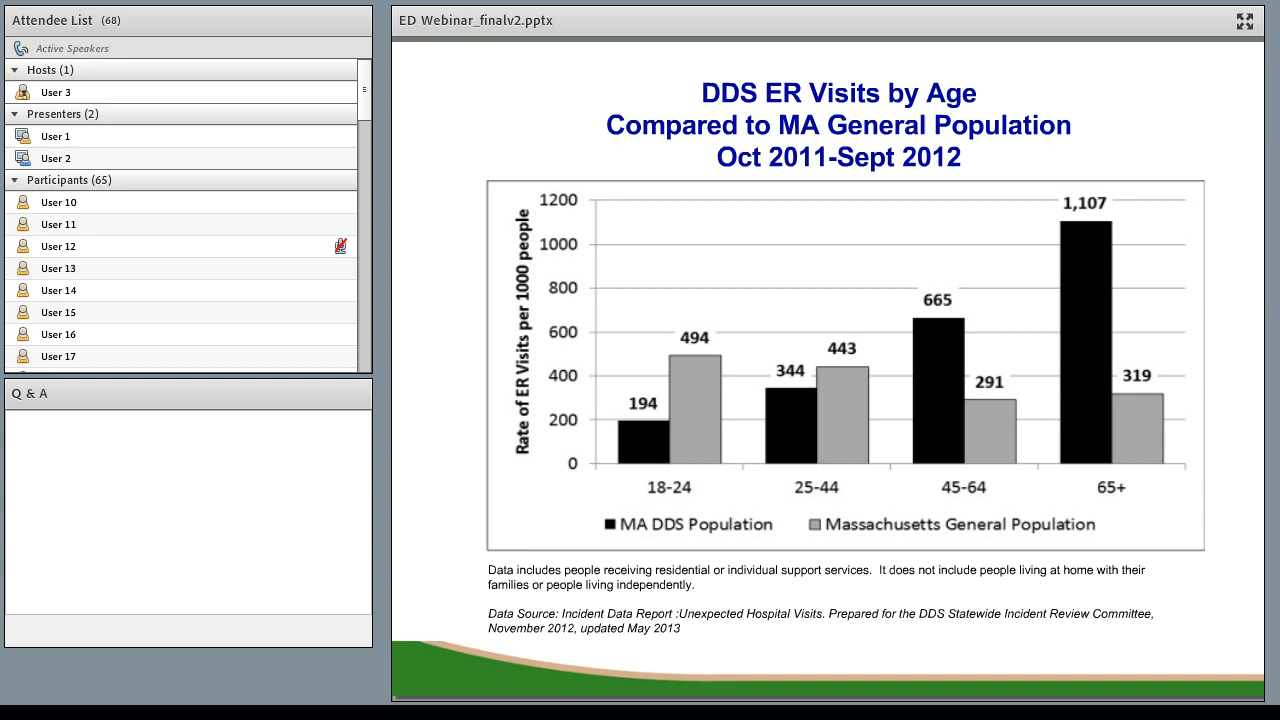 Attendee List (68)
Active Speakers
Hosts (1)
User 3
Presenters (2)
User 1
User 2
Participants (65)
User 10
User 11
User 12
User 13
User 14
User 15
User 16
User 17
Q & A
ED Webinar_finalv2.pptx
DDS ER Visits by Age
Compared to MA General Population
Oct 2011-Sept 2012
Rate of ER Visits per 1000 people
1200
1000
800
600
400
200
0
194
494
344
443
665
291
1,107
319
18-24
25-44
45-64
65+
MA DDS Population
Massachusetts General Population
Data includes people receiving residential or individual support services. It does not include people living at home with their
families or people living independently.
Data Source: Incident Data Report :Unexpected Hospital Visits. Prepared for the DDS Statewide Incident Review Committee,
November 2012, updated May 2013